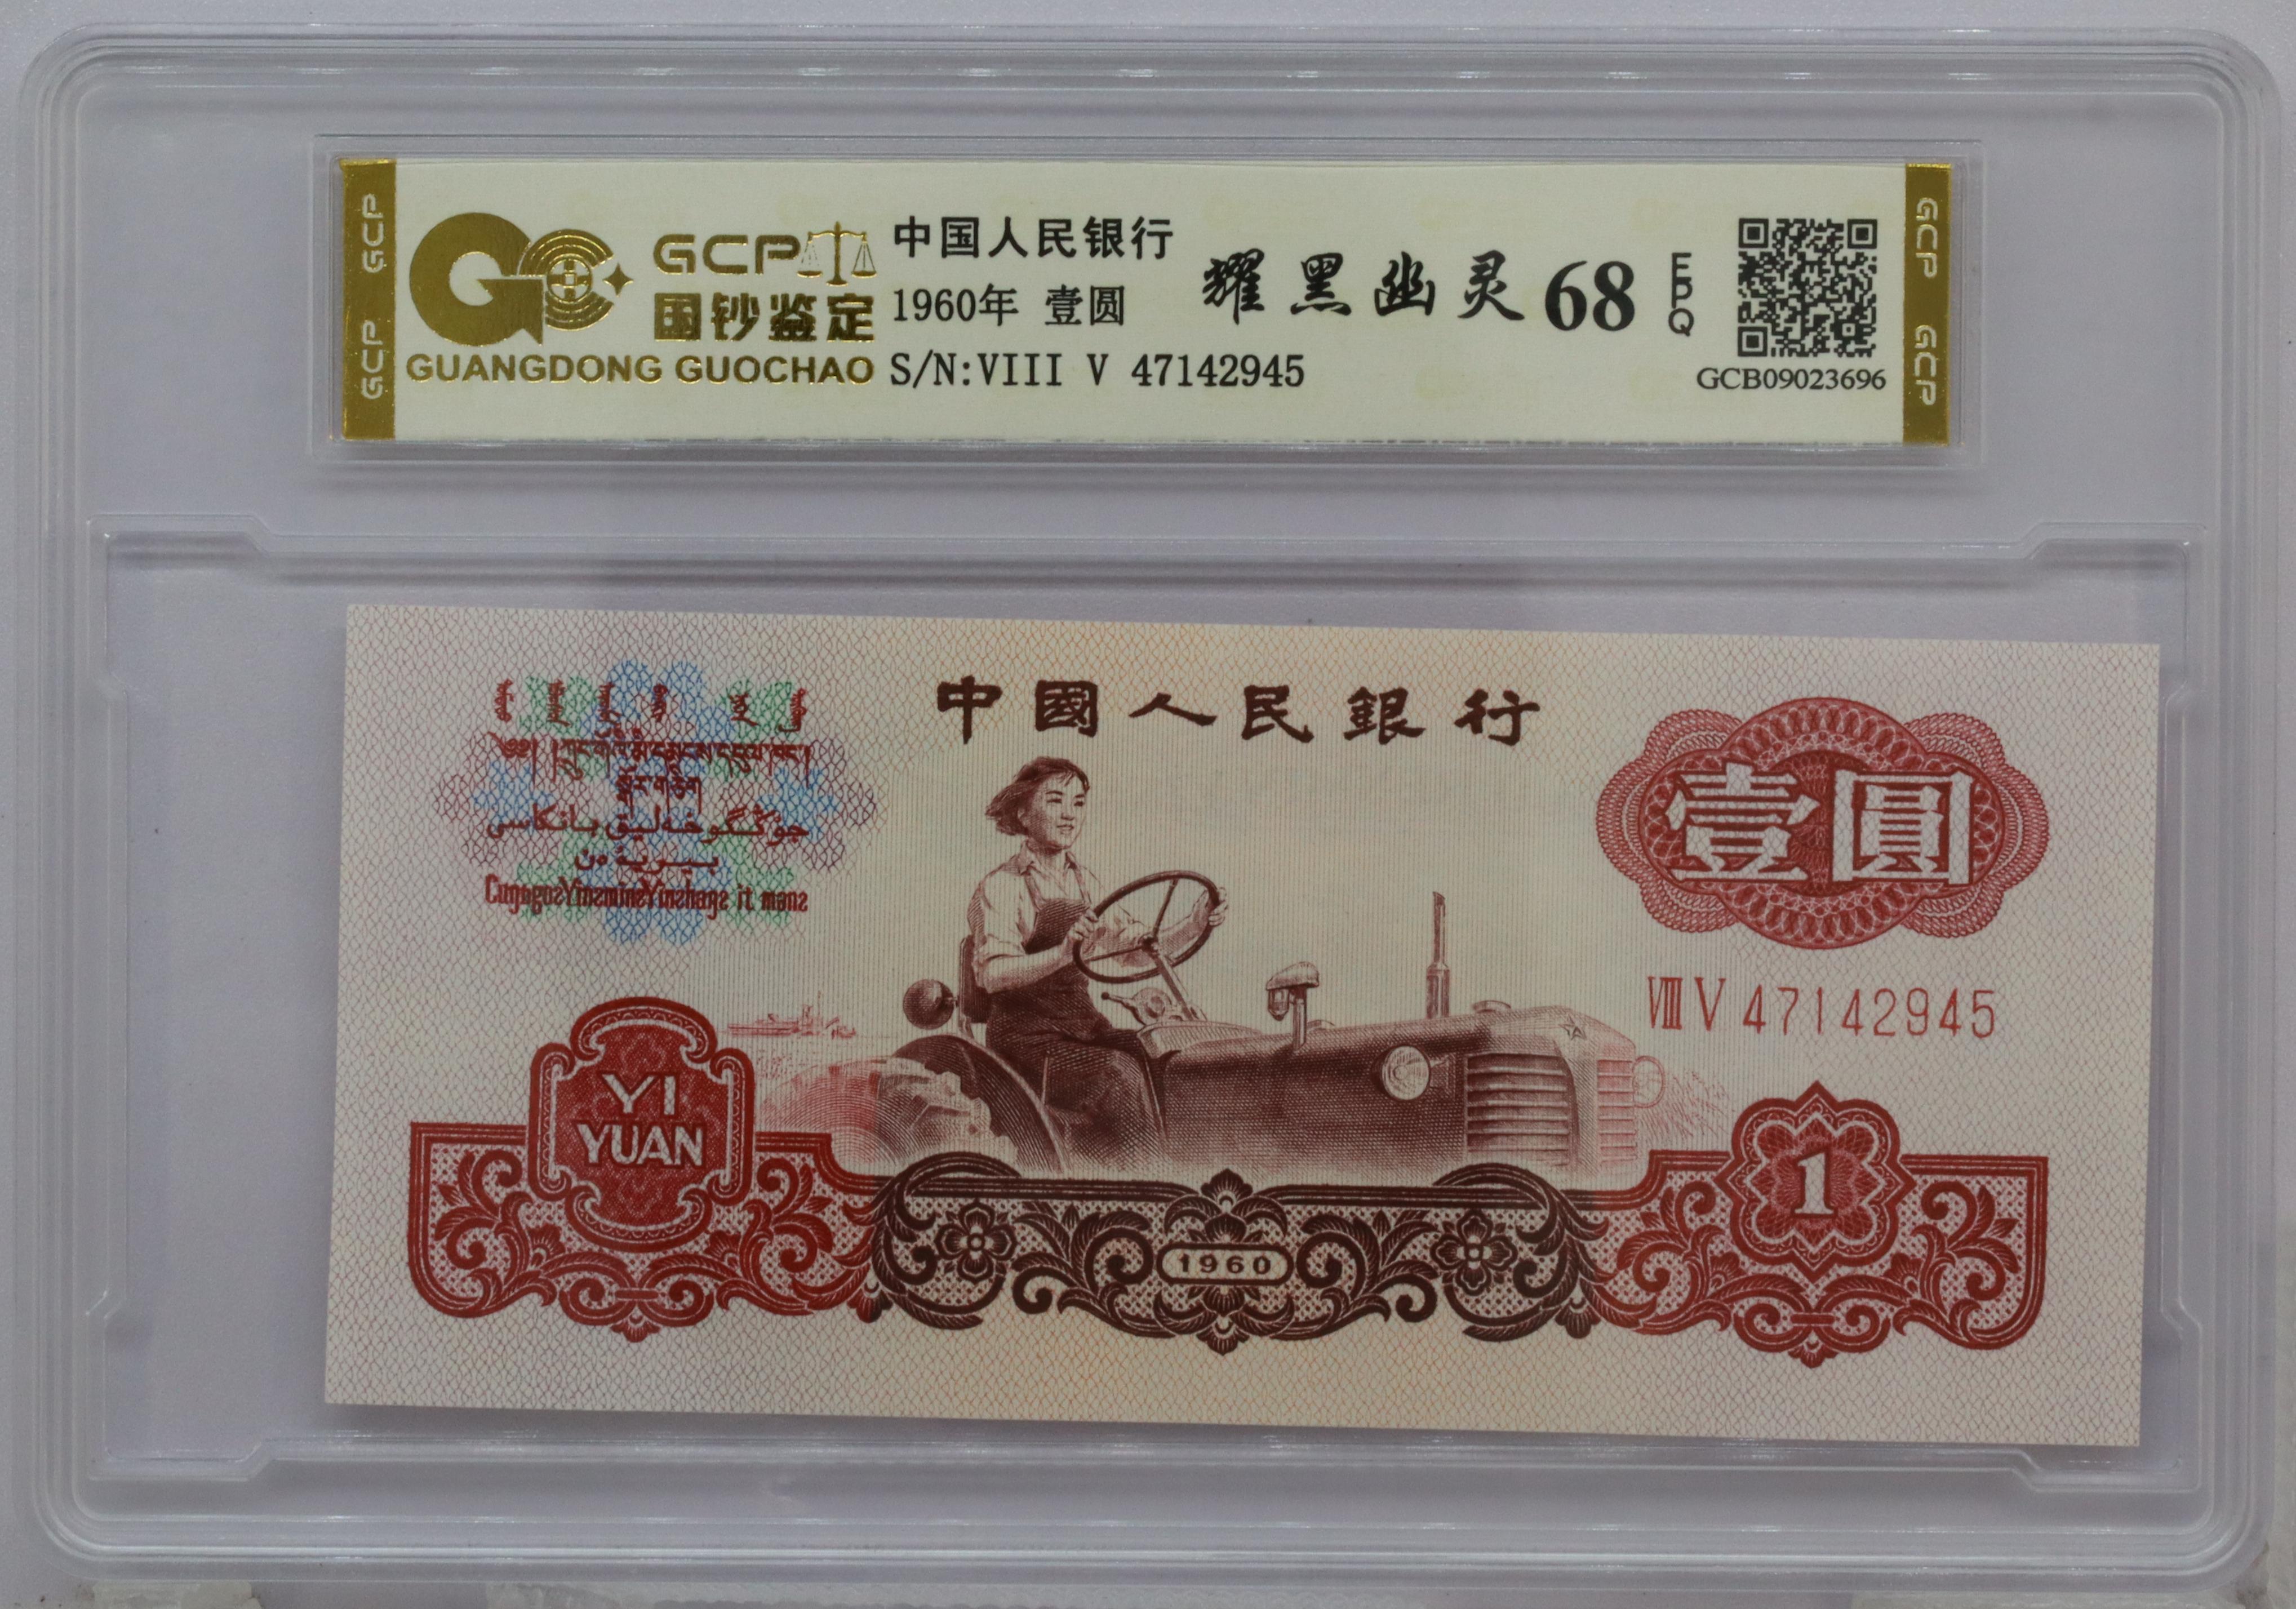 GCP GCP
GCP
国钞鉴定
GUANGDONG GUOCHAO
中国人民银行
1960年 壹圆
S/N:VIII V 47142945
耀黑幽灵 68 EPQ
GCB09023696
GCP GCP
中國人民銀行
壹圓
VIII V 47142945
YI
YUAN
1960
1